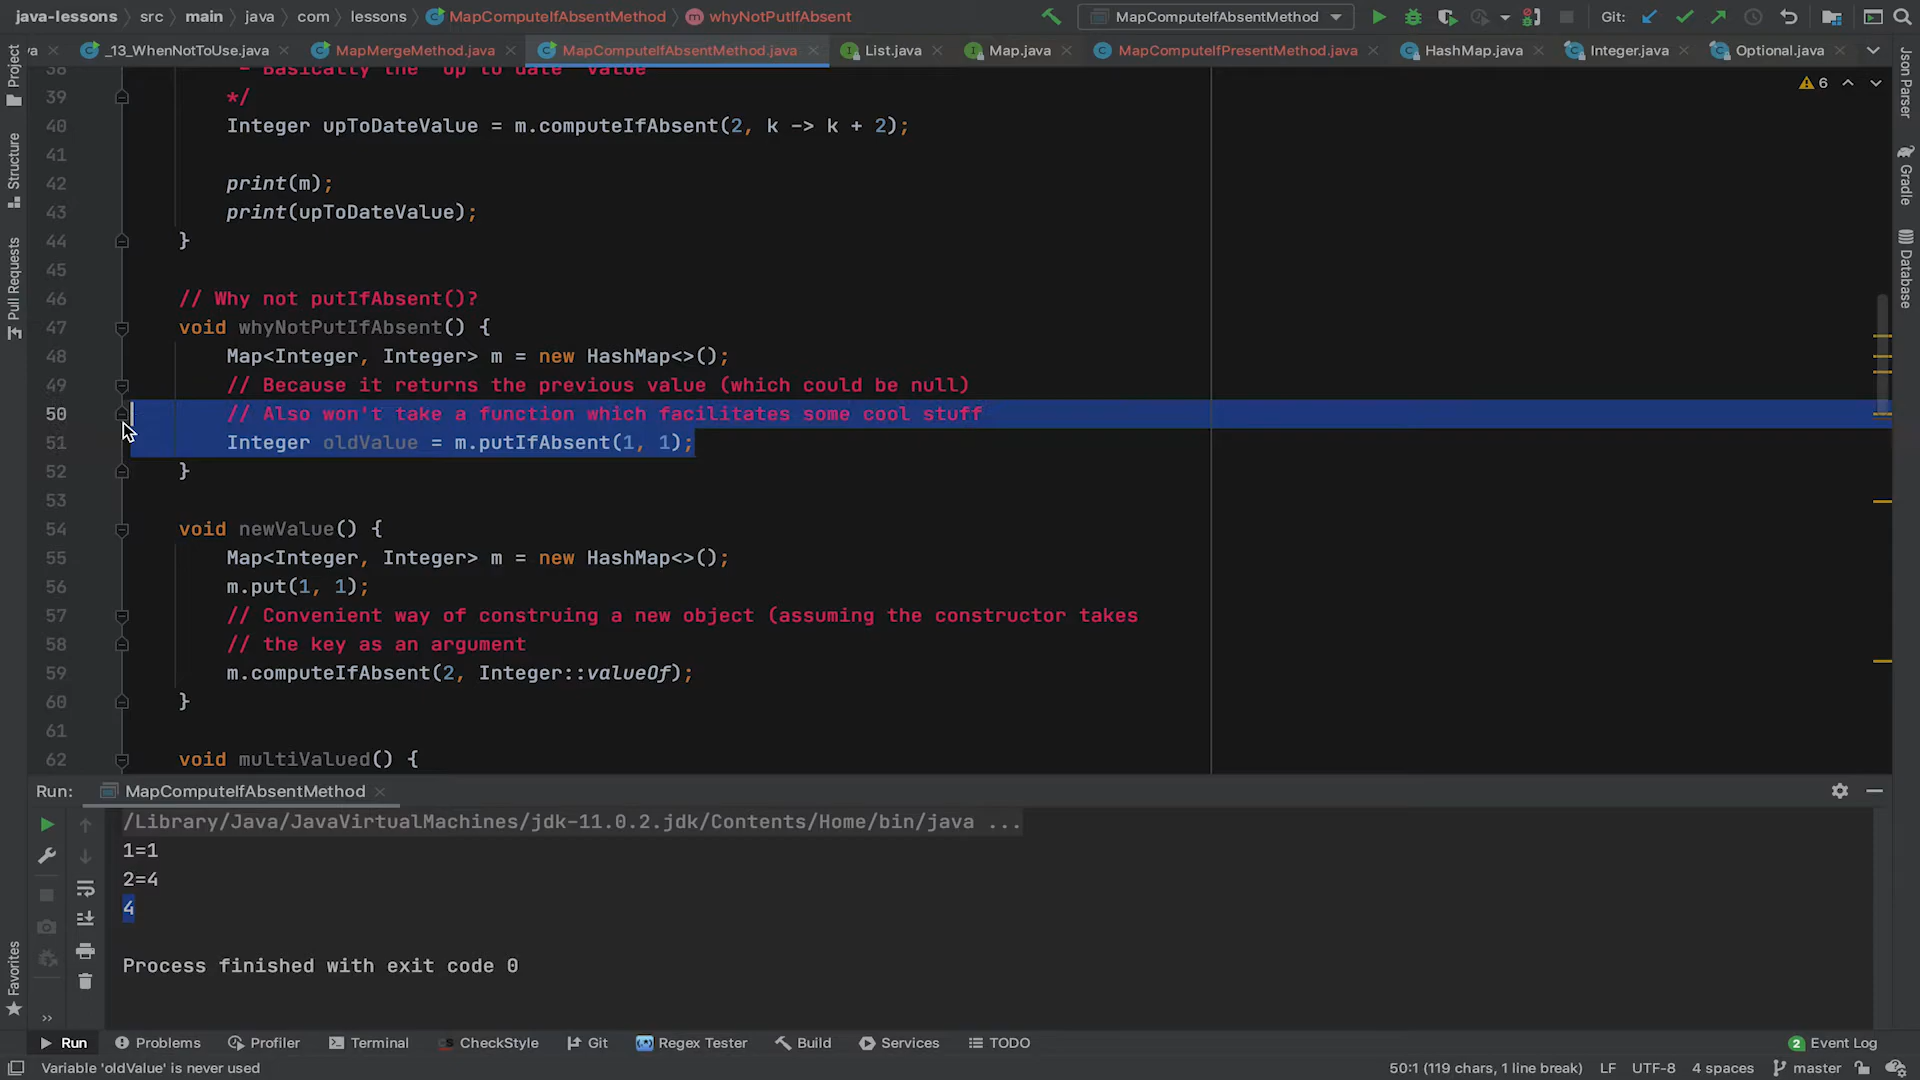 java-lessons src main java com lessons MapComputeIfAbsentMethod whyNotPutIfAbsent MapComputeIfAbsentMethod Git:
va _13_WhenNotToUse.java MapMergeMethod.java MapComputeIfAbsentMethod.java List.java Map.java MapComputeIfPresentMethod.java HashMap.java Integer.java Optional.java
Project
Structure
Pull Requests
Favorites
Json Parser
Gradle
Database
6
38 - Basically the "up to date" value
39 */
40 Integer upToDateValue = m.computeIfAbsent(2, k -> k + 2);
41
42 print(m);
43 print(upToDateValue);
44 }
45
46 // Why not putIfAbsent()?
47 void whyNotPutIfAbsent() {
48 Map<Integer, Integer> m = new HashMap<>();
49 // Because it returns the previous value (which could be null)
50 // Also won't take a function which facilitates some cool stuff
51 Integer oldValue = m.putIfAbsent(1, 1);
52 }
53
54 void newValue() {
55 Map<Integer, Integer> m = new HashMap<>();
56 m.put(1, 1);
57 // Convenient way of construing a new object (assuming the constructor takes
58 // the key as an argument
59 m.computeIfAbsent(2, Integer::valueOf);
60 }
61
62 void multiValued() {
Run: MapComputeIfAbsentMethod
/Library/Java/JavaVirtualMachines/jdk-11.0.2.jdk/Contents/Home/bin/java ...
1=1
2=4
4
Process finished with exit code 0
Run Problems Profiler Terminal CheckStyle Git Regex Tester Build Services TODO 2 Event Log
Variable 'oldValue' is never used 50:1 (119 chars, 1 line break) LF UTF-8 4 spaces master